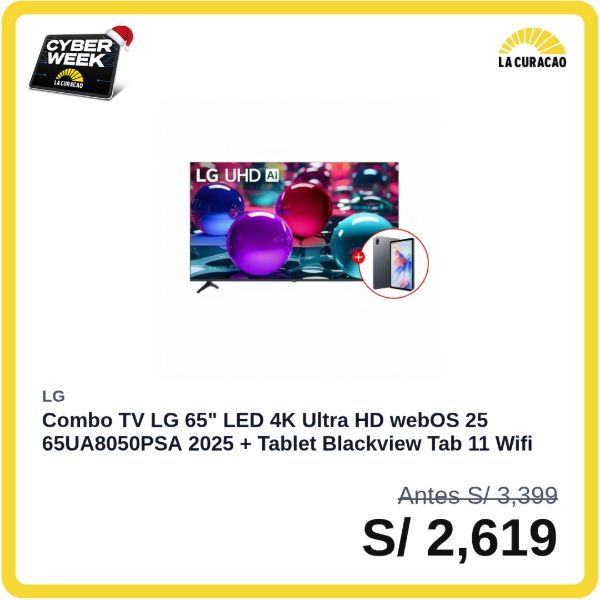 CYBER
WEEK
LA CURACAO
LA CURACAO
LG UHD AI
+
LG
Combo TV LG 65" LED 4K Ultra HD webOS 25
65UA8050PSA 2025 + Tablet Blackview Tab 11 Wifi
Antes S/ 3,399
S/ 2,619